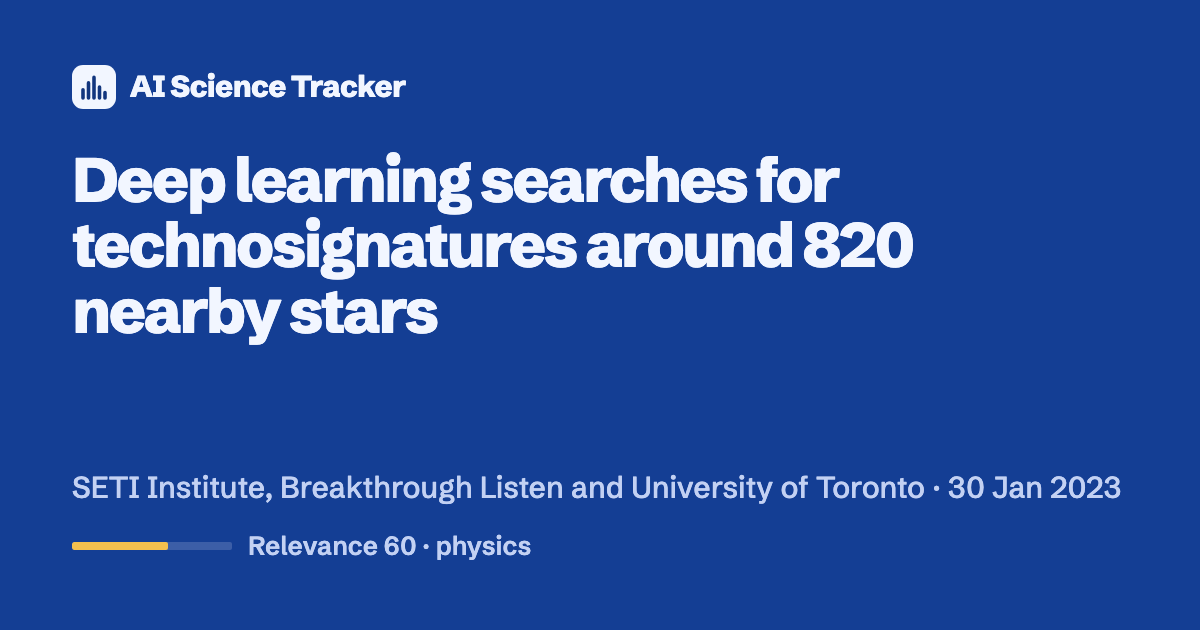 AI Science Tracker
Deep learning searches for
technosignatures around 820
nearby stars
SETI Institute, Breakthrough Listen and University of Toronto · 30 Jan 2023
Relevance 60 · physics